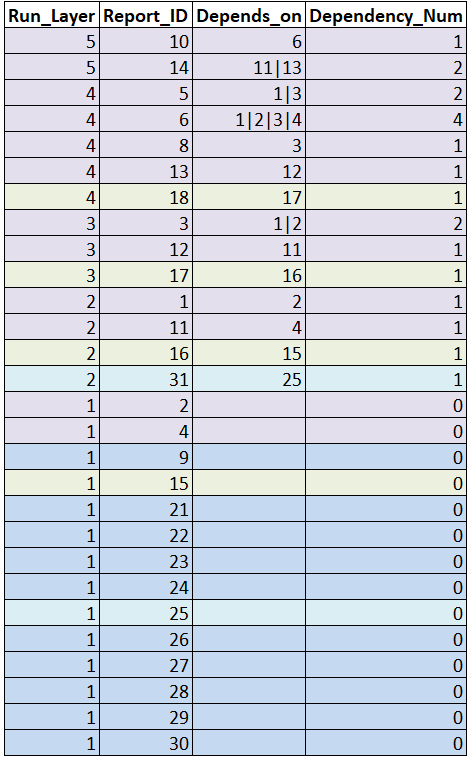 Run_Layer Report_ID Depends_on Dependency_Num
5 10 6 1
5 14 11|13 2
4 5 1|3 2
4 6 1|2|3|4 4
4 8 3 1
4 13 12 1
4 18 17 1
3 3 1|2 2
3 12 11 1
3 17 16 1
2 1 2 1
2 11 4 1
2 16 15 1
2 31 25 1
1 2 0
1 4 0
1 9 0
1 15 0
1 21 0
1 22 0
1 23 0
1 24 0
1 25 0
1 26 0
1 27 0
1 28 0
1 29 0
1 30 0